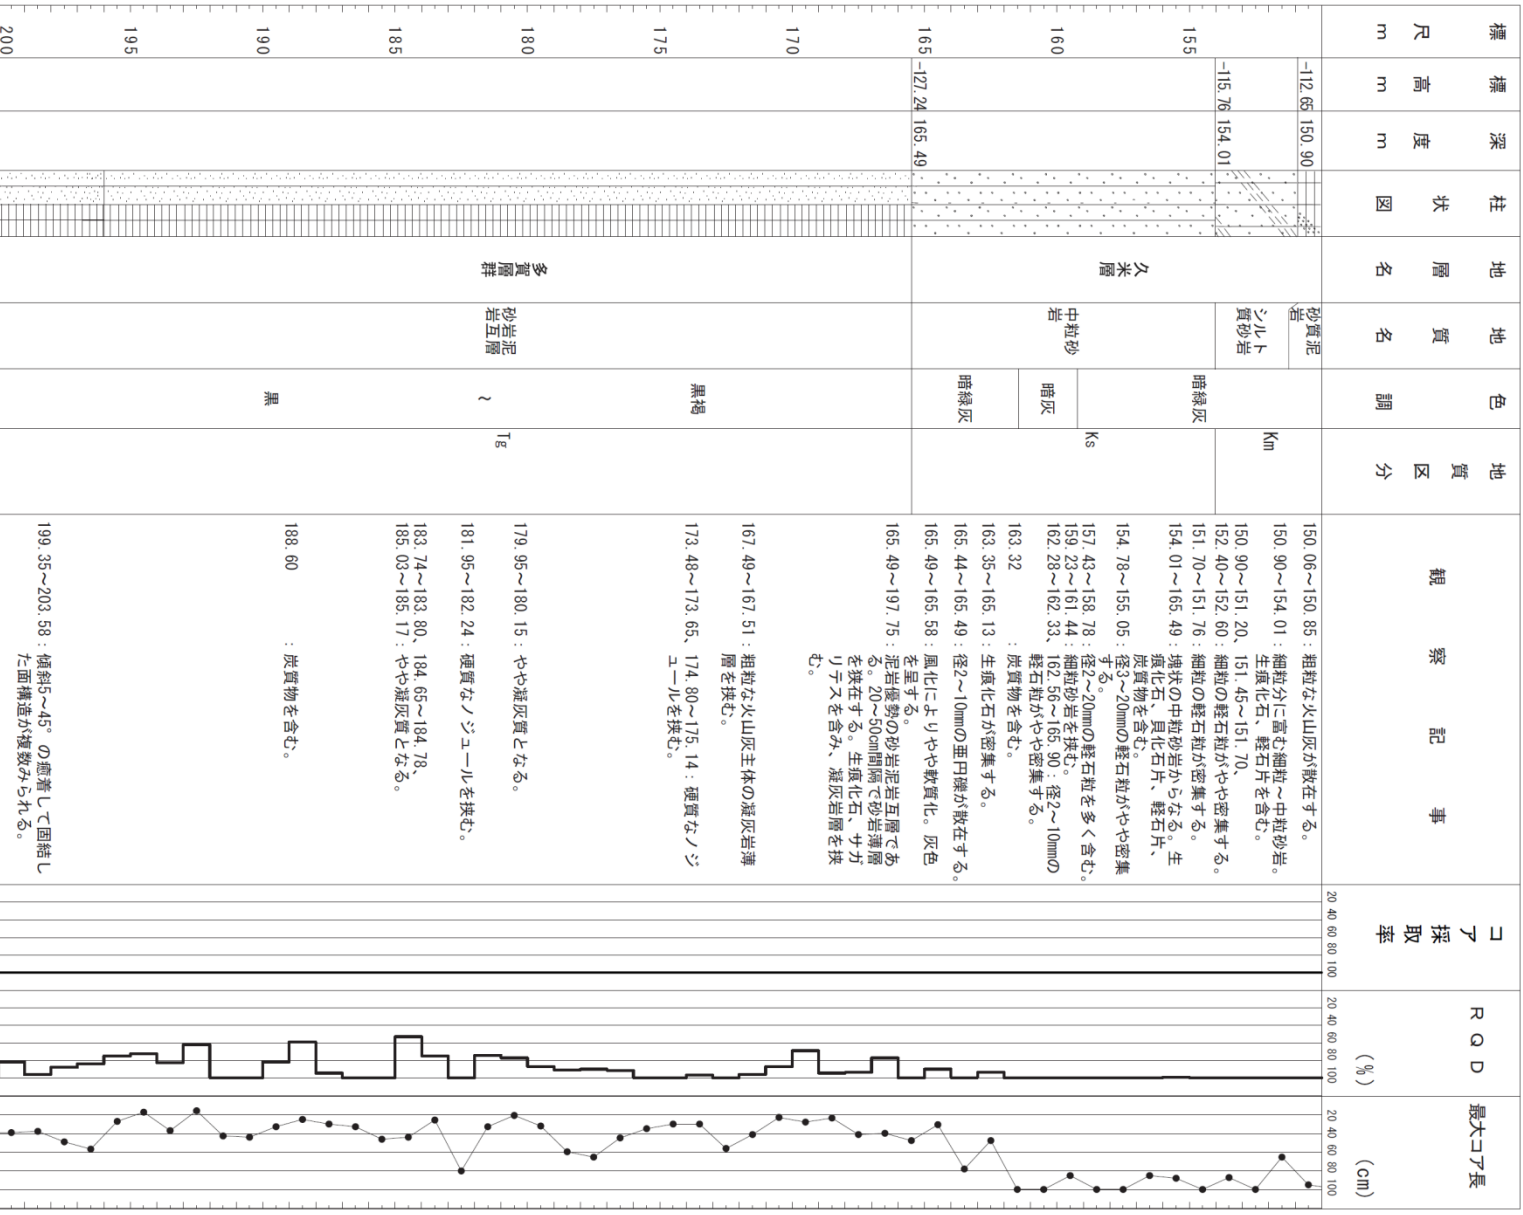 標尺 m
標高 m
深度 m
柱状図
地層名
地質名
色調
地質区分
観察記事
コア採取率
RQD (%)
最大コア長 (cm)
20 40 60 80 100
20 40 60 80 100
20 40 60 80 100
155
160
165
170
175
180
185
190
195
200
-112.65 150.90
-115.76 154.01
-127.24 165.49
久米層
多賀層群
砂質泥岩
シルト質砂岩
中粒砂岩
砂岩泥岩互層
暗緑灰
暗灰
暗緑灰
黒褐
~
黒
Km
Ks
Tg
150.06~150.85：粗粒な火山灰が散在する。
150.90~154.01：細粒分に富む細粒~中粒砂岩。
生痕化石、軽石片を含む。
150.90~151.20、151.45~151.70、
152.40~152.60：細粒の軽石粒がやや密集する。
151.70~151.76：細粒の軽石粒が密集する。
154.01~165.49：塊状の中粒砂岩からなる。生
痕化石、貝化石片、軽石片、
炭質物を含む。
154.78~155.05：径3~20mmの軽石粒がやや密集
する。
157.43~158.78：径2~20mmの軽石粒を多く含む。
159.23~161.44：細粒砂岩を挟む。
162.28~162.33、162.56~165.90：径2~10mmの
軽石粒がやや密集する。
163.32 ：炭質物を含む。
163.35~165.13：生痕化石が密集する。
165.44~165.49：径2~10mmの亜円礫が散在する。
165.49~165.58：風化によりやや軟質化。灰色
を呈する。
165.49~197.75：泥岩優勢の砂岩泥岩互層であ
る。20~50cm間隔で砂岩薄層
を狭在する。生痕化石、サガ
リテスを含み、凝灰岩層を挟
む。
167.49~167.51：粗粒な火山灰主体の凝灰岩薄
層を挟む。
173.48~173.65、174.80~175.14：硬質なノジ
ュールを挟む。
179.95~180.15：やや凝灰質となる。
181.95~182.24：硬質なノジュールを挟む。
183.74~183.80、184.65~184.78、
185.03~185.17：やや凝灰質となる。
188.60 ：炭質物を含む。
199.35~203.58：傾斜5~45°の癒着して固結し
た面構造が複数みられる。